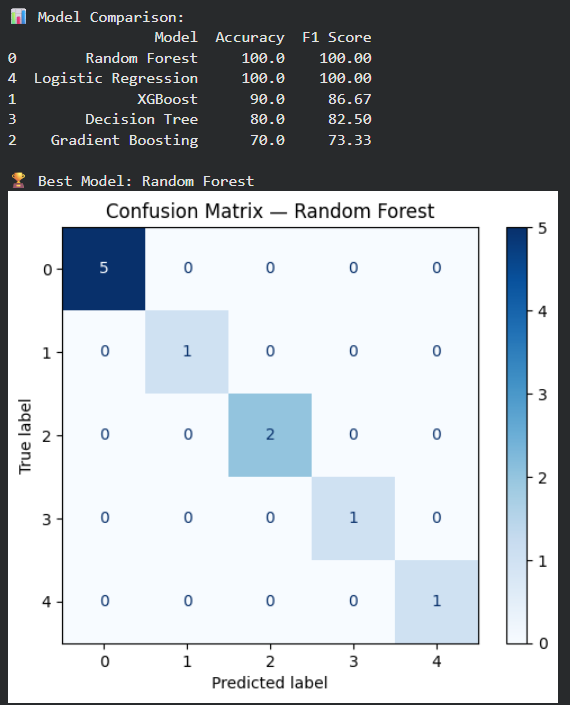 📊 Model Comparison:
Model Accuracy F1 Score
0 Random Forest 100.0 100.00
4 Logistic Regression 100.0 100.00
1 XGBoost 90.0 86.67
3 Decision Tree 80.0 82.50
2 Gradient Boosting 70.0 73.33
🏆 Best Model: Random Forest
Confusion Matrix — Random Forest
0 5 0 0 0 0
1 0 1 0 0 0
2 0 0 2 0 0
3 0 0 0 1 0
4 0 0 0 0 1
0 1 2 3 4
True label
Predicted label
5
4
3
2
1
0